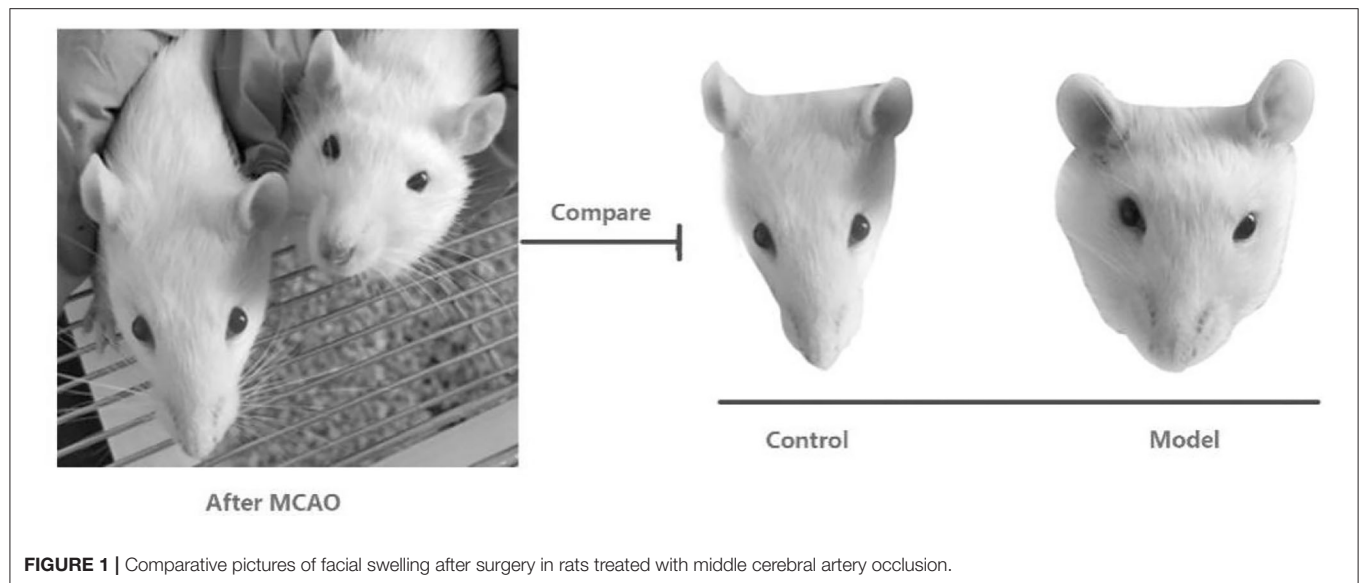 Compare
Control
Model
After MCAO
FIGURE 1 | Comparative pictures of facial swelling after surgery in rats treated with middle cerebral artery occlusion.